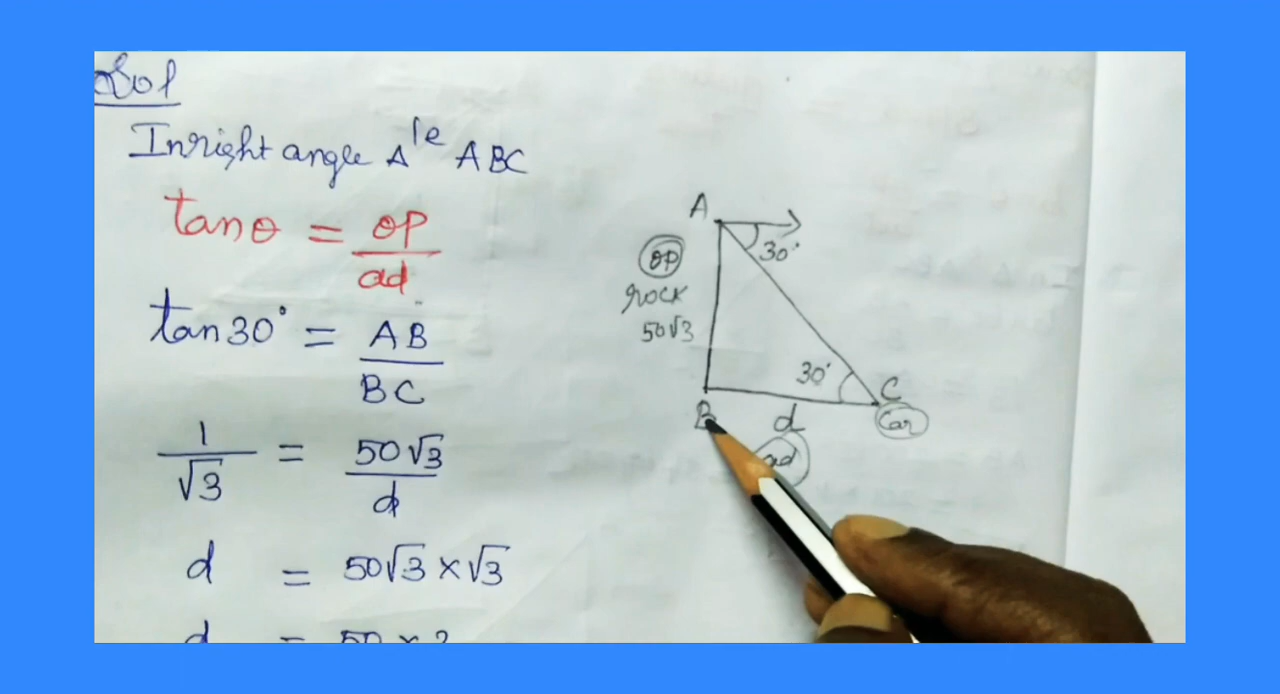 Sol
In right angle Δle ABC
tanθ = op/ad
tan30° = AB/BC
1/√3 = 50√3/d
d = 50√3 × √3
A
30°
op
rock
50√3
30°
C
Car
B
d
ad